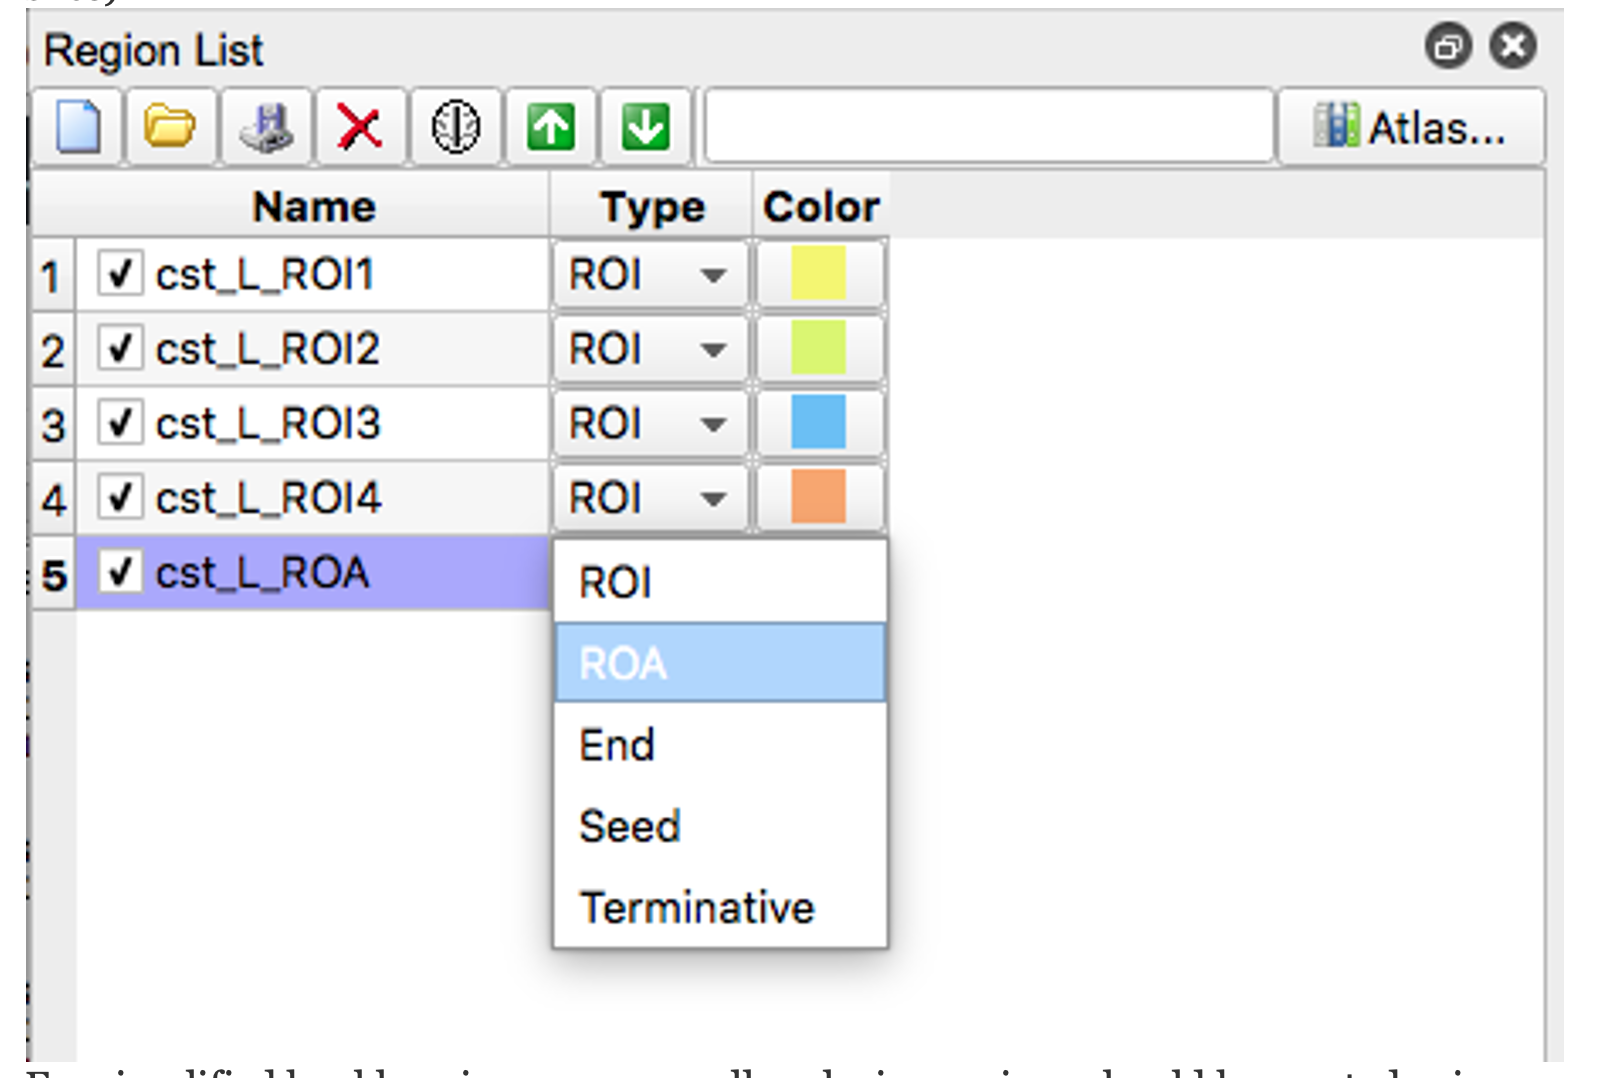 Region List
Atlas...
Name Type Color
1 cst_L_ROI1 ROI
2 cst_L_ROI2 ROI
3 cst_L_ROI3 ROI
4 cst_L_ROI4 ROI
5 cst_L_ROA
ROI
ROA
End
Seed
Terminative